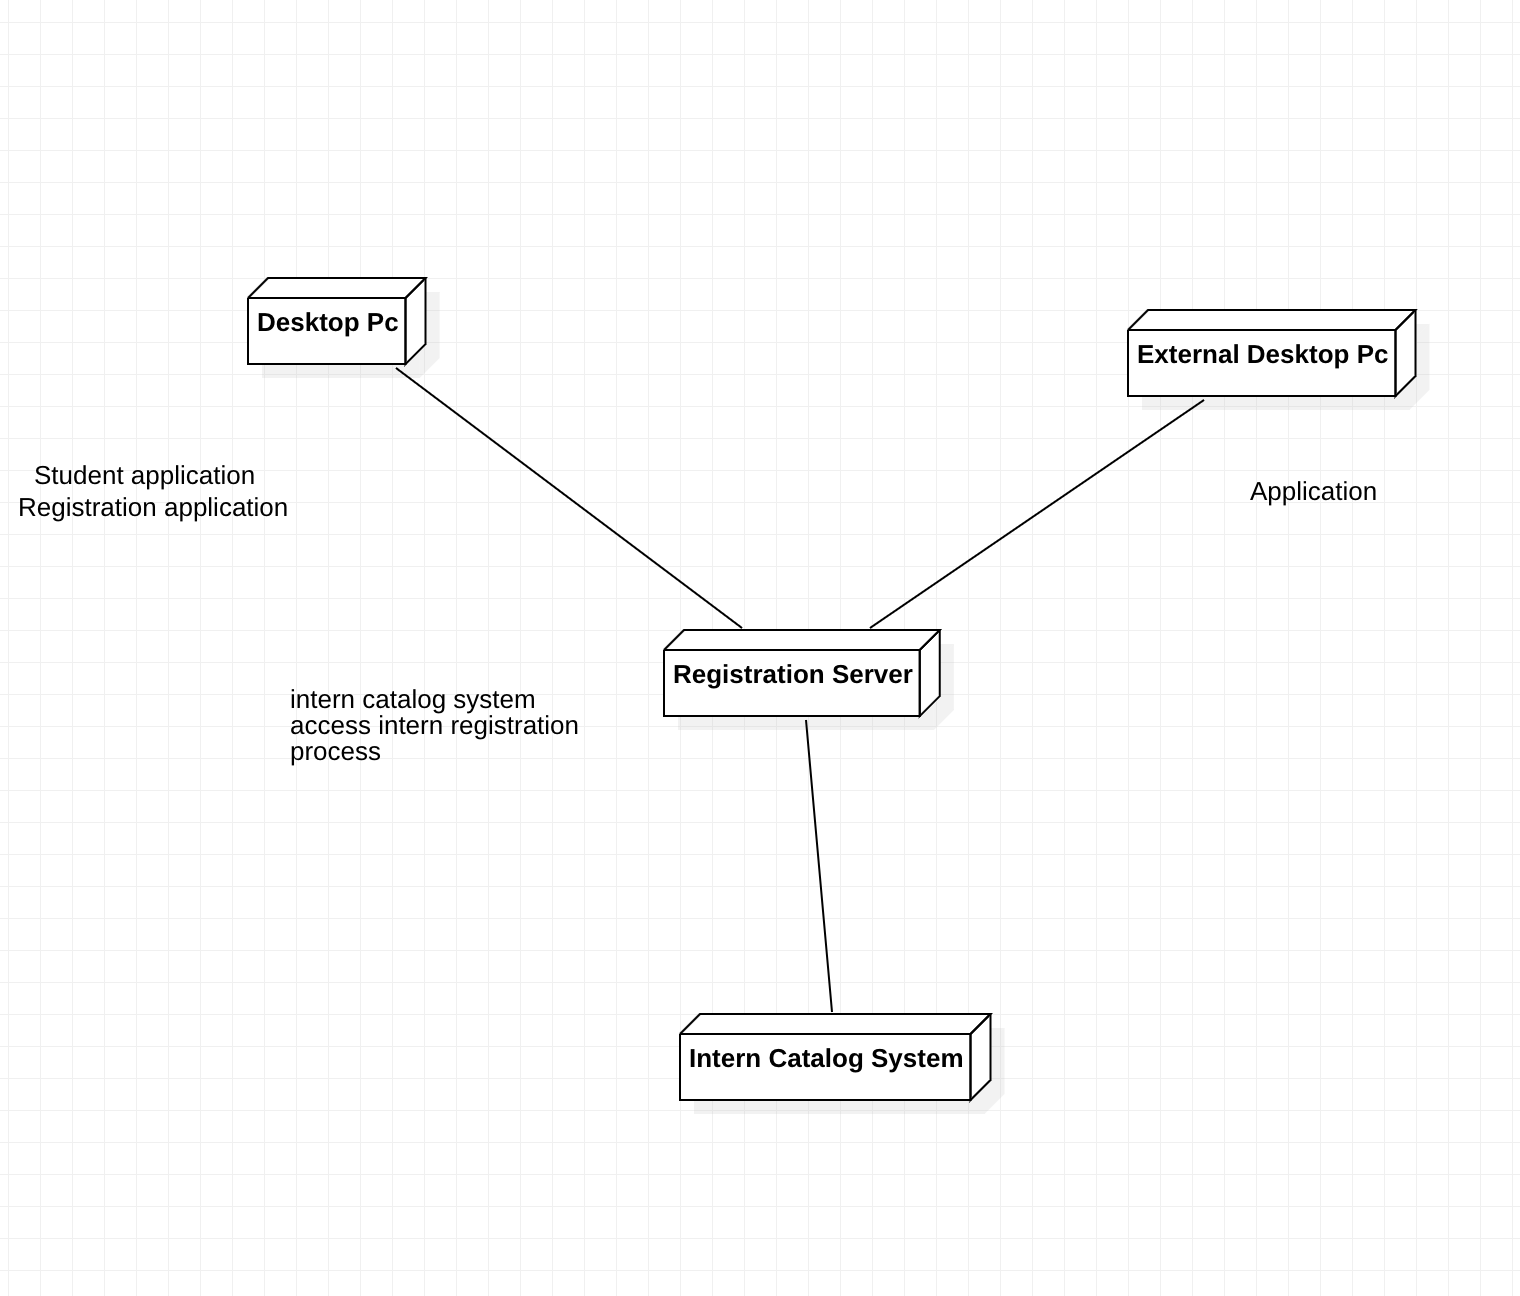 Desktop Pc
External Desktop Pc
Student application
Registration application
Application
Registration Server
intern catalog system
access intern registration
process
Intern Catalog System